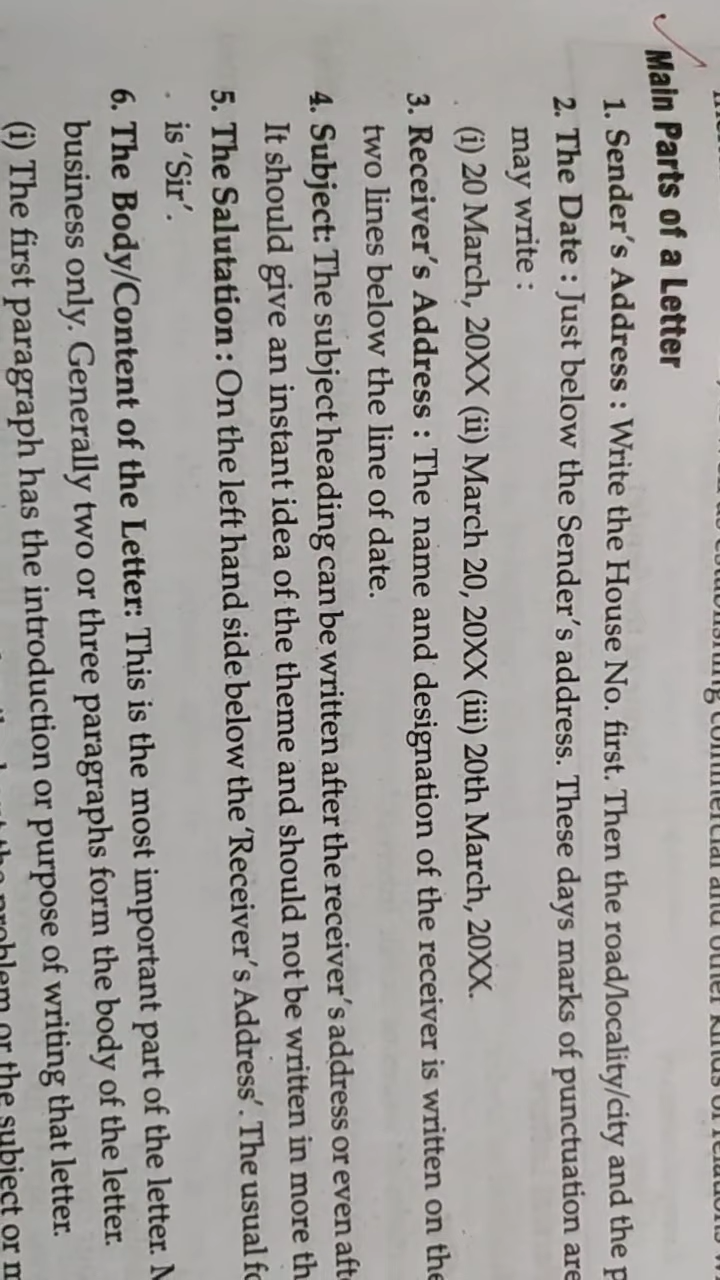 Main Parts of a Letter
1. Sender's Address : Write the House No. first. Then the road/locality/city and the
2. The Date : Just below the Sender's address. These days marks of punctuation are
may write :
(i) 20 March, 20XX (ii) March 20, 20XX (iii) 20th March, 20XX.
3. Receiver's Address : The name and designation of the receiver is written on the
two lines below the line of date.
4. Subject: The subject heading can be written after the receiver's address or even
It should give an instant idea of the theme and should not be written in more
5. The Salutation : On the left hand side below the 'Receiver's Address'. The usual
is 'Sir'.
6. The Body/Content of the Letter: This is the most important part of the letter.
business only. Generally two or three paragraphs form the body of the letter.
(i) The first paragraph has the introduction or purpose of writing that letter.
problem or the subject or